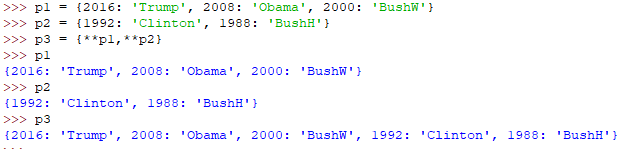 >>> p1 = {2016: 'Trump', 2008: 'Obama', 2000: 'BushW'}
>>> p2 = {1992: 'Clinton', 1988: 'BushH'}
>>> p3 = {**p1,**p2}
>>> p1
{2016: 'Trump', 2008: 'Obama', 2000: 'BushW'}
>>> p2
{1992: 'Clinton', 1988: 'BushH'}
>>> p3
{2016: 'Trump', 2008: 'Obama', 2000: 'BushW', 1992: 'Clinton', 1988: 'BushH'}